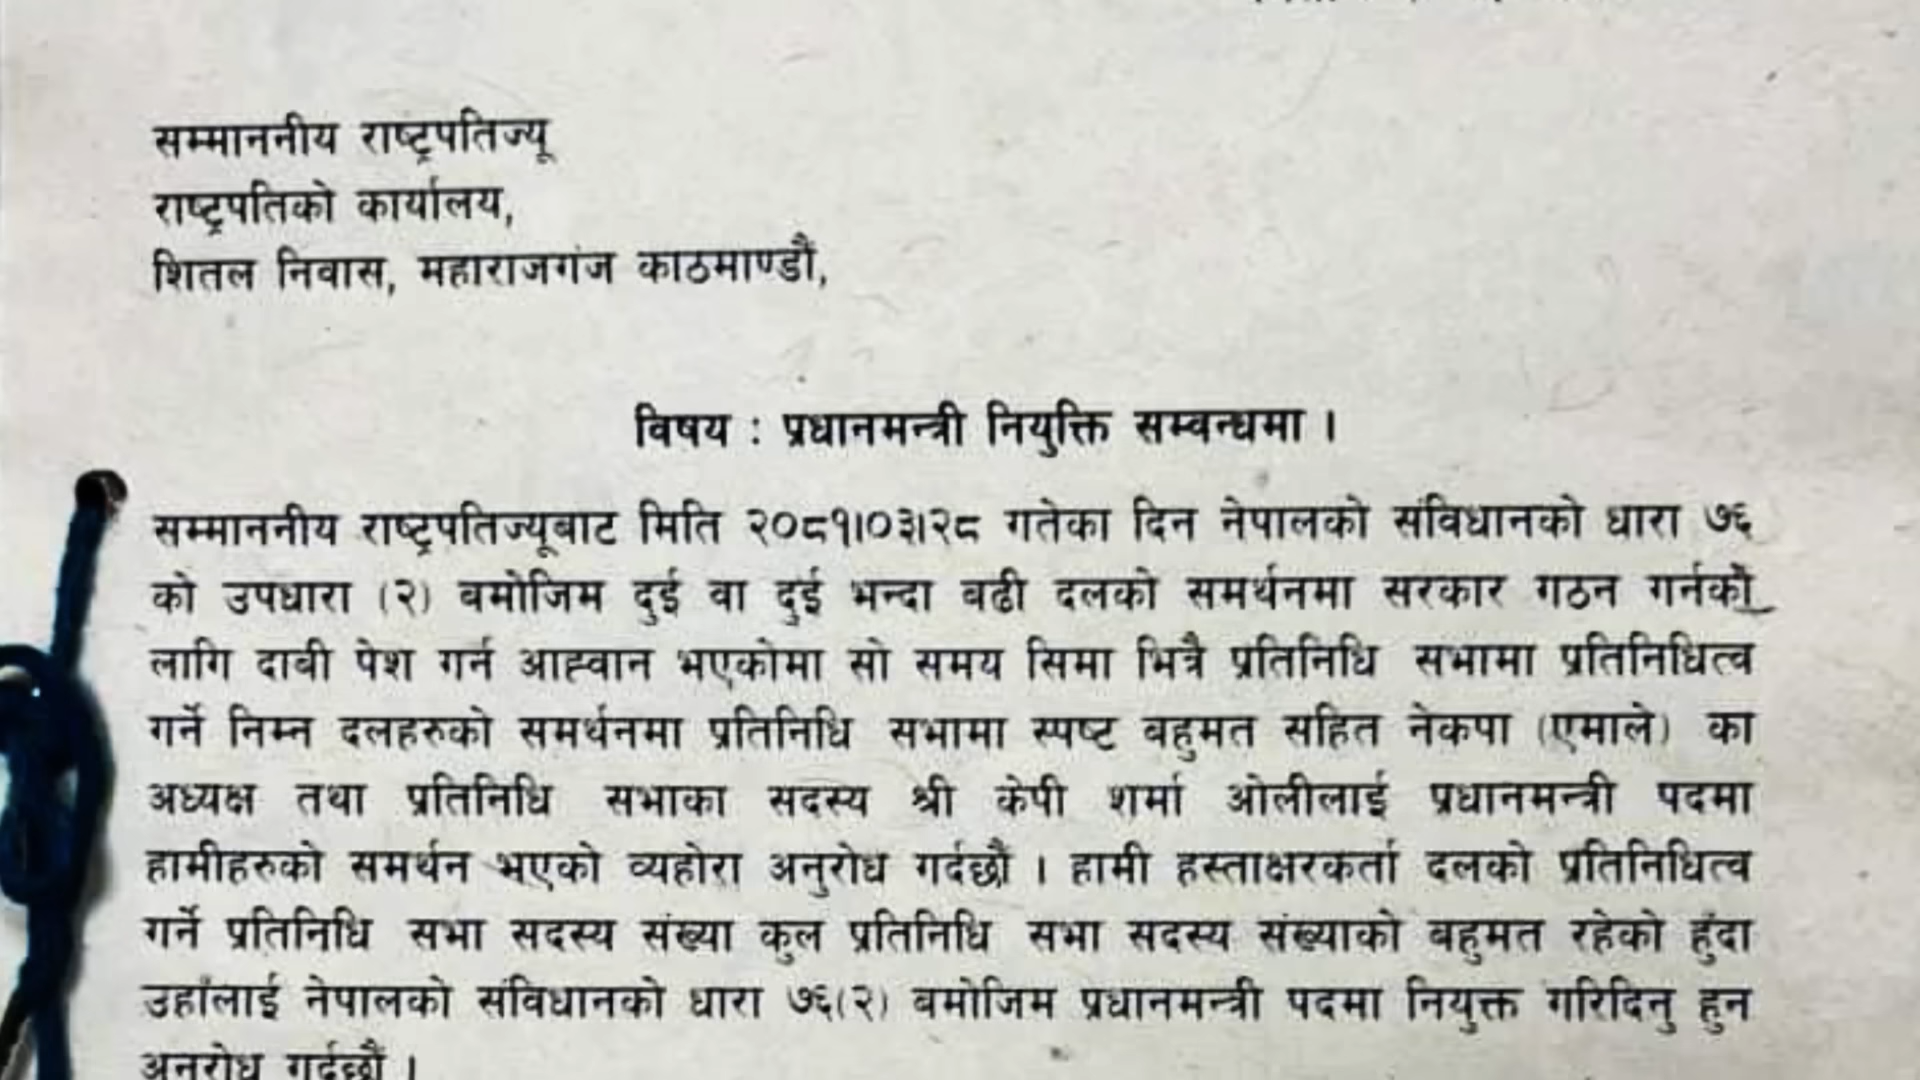 सम्माननीय राष्ट्रपतिज्यू
राष्ट्रपतिको कार्यालय,
शितल निवास, महाराजगंज काठमाण्डौं,
विषय : प्रधानमन्त्री नियुक्ति सम्वन्धमा ।
सम्माननीय राष्ट्रपतिज्यूबाट मिति २०८१।०३।२८ गतेका दिन नेपालको संविधानको धारा ७६
को उपधारा (२) बमोजिम दुई वा दुई भन्दा बढी दलको समर्थनमा सरकार गठन गर्नको
लागि दाबी पेश गर्न आह्वान भएकोमा सो समय सिमा भित्रै प्रतिनिधि सभामा प्रतिनिधित्व
गर्ने निम्न दलहरुको समर्थनमा प्रतिनिधि सभामा स्पष्ट बहुमत सहित नेकपा (एमाले) का
अध्यक्ष तथा प्रतिनिधि सभाका सदस्य श्री केपी शर्मा ओलीलाई प्रधानमन्त्री पदमा
हामीहरुको समर्थन भएको व्यहोरा अनुरोध गर्दछौं । हामी हस्ताक्षरकर्ता दलको प्रतिनिधित्व
गर्ने प्रतिनिधि सभा सदस्य संख्या कुल प्रतिनिधि सभा सदस्य संख्याको बहुमत रहेको हुंदा
उहांलाई नेपालको संविधानको धारा ७६(२) बमोजिम प्रधानमन्त्री पदमा नियुक्त गरिदिनु हुन
अनुरोध गर्दछौं ।